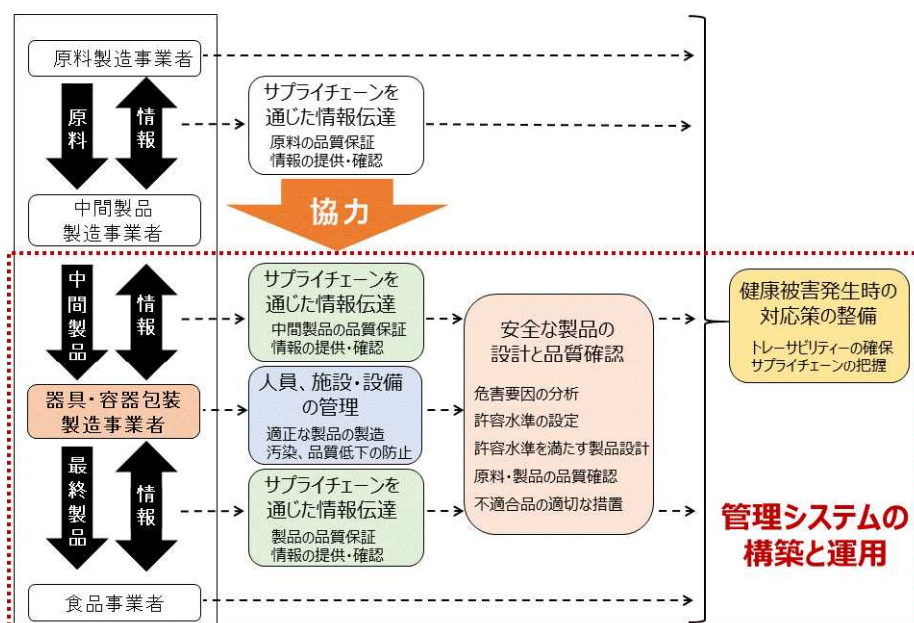 原料製造事業者
原料
情報
サプライチェーンを
通じた情報伝達
原料の品質保証
情報の提供・確認
中間製品
製造事業者
協力
中間製品
情報
サプライチェーンを
通じた情報伝達
中間製品の品質保証
情報の提供・確認
器具・容器包装
製造事業者
人員、施設・設備
の管理
適正な製品の製造
汚染、品質低下の防止
最終製品
情報
サプライチェーンを
通じた情報伝達
製品の品質保証
情報の提供・確認
食品事業者
安全な製品の
設計と品質確認
危害要因の分析
許容水準の設定
許容水準を満たす製品設計
原料・製品の品質確認
不適合品の適切な措置
健康被害発生時の
対応策の整備
トレーサビリティーの確保
サプライチェーンの把握
管理システムの
構築と運用